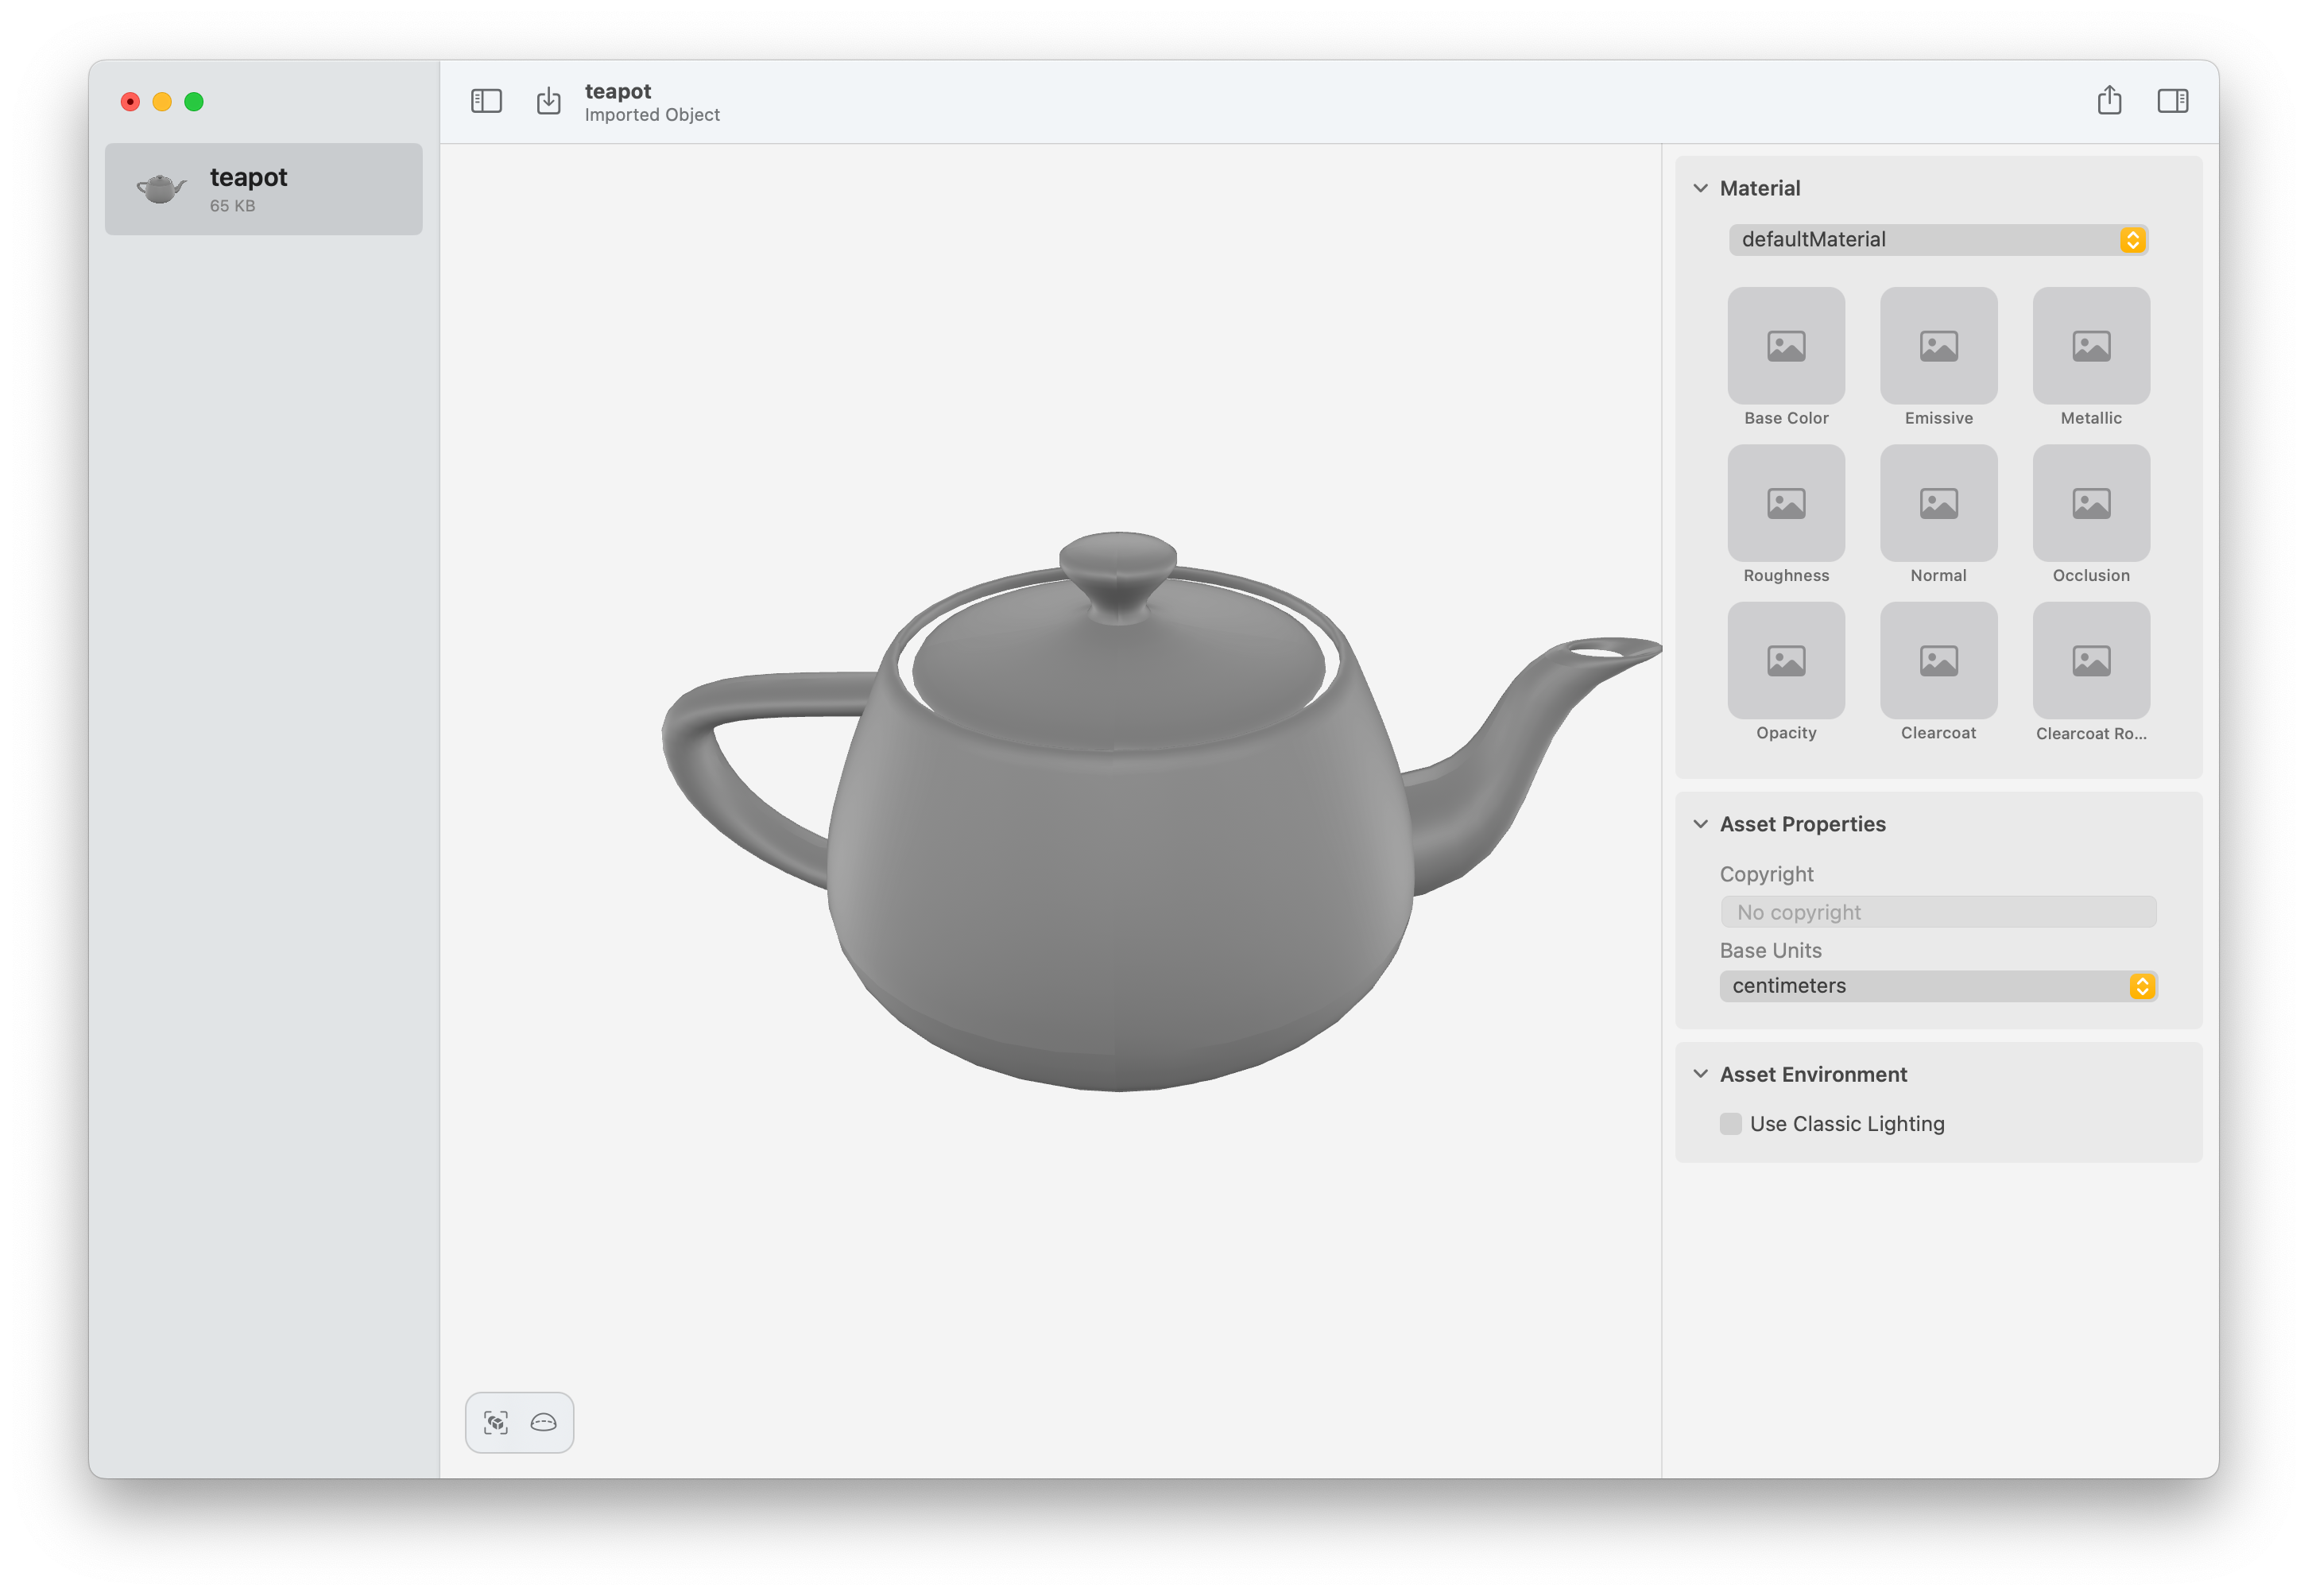 teapot
65 KB
teapot
Imported Object
Material
defaultMaterial
Base Color
Emissive
Metallic
Roughness
Normal
Occlusion
Opacity
Clearcoat
Clearcoat Ro...
Asset Properties
Copyright
No copyright
Base Units
centimeters
Asset Environment
Use Classic Lighting